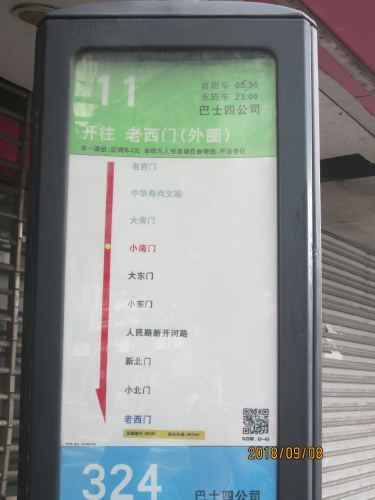 11
首班车 05:36
末班车 23:06
巴士四公司
开往 老西门(外圈)
老西门
中华路尚文路
大南门
小南门
大东门
小东门
人民路新开河路
新北门
小北门
老西门
2018/09/08
324
巴士四公司